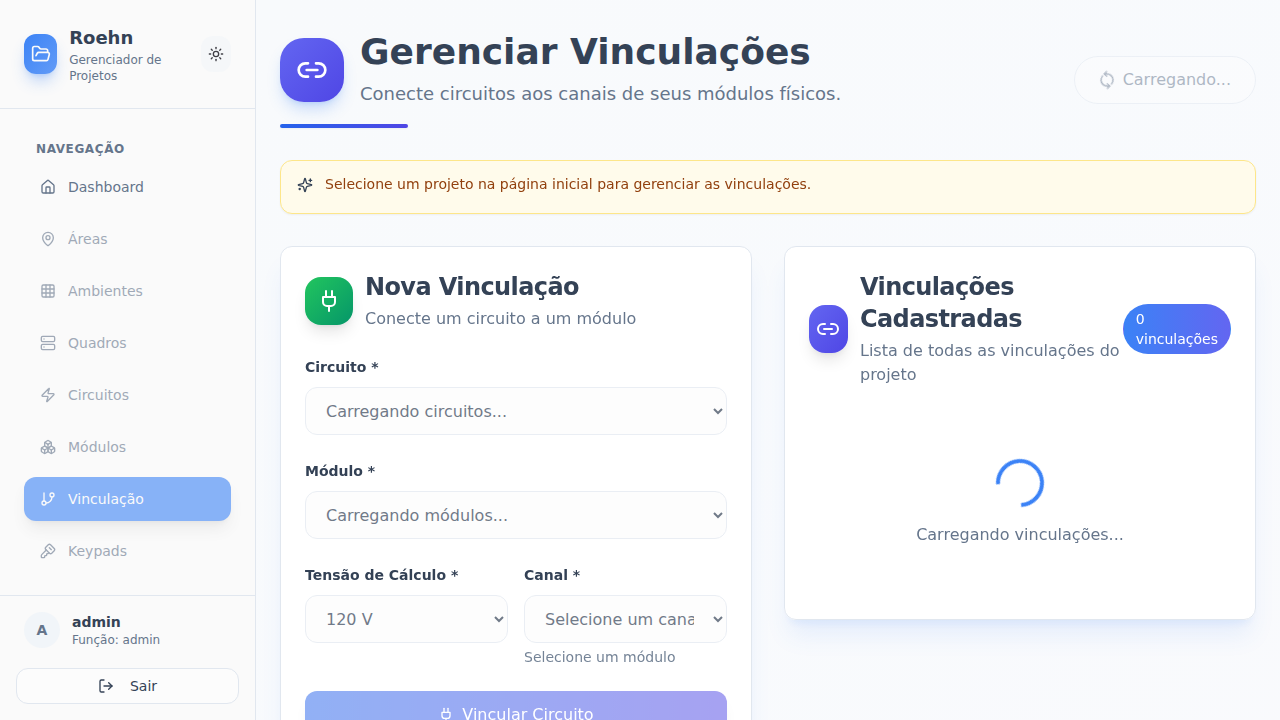 Roehn
Gerenciador de
Projetos
NAVEGAÇÃO
Dashboard
Áreas
Ambientes
Quadros
Circuitos
Módulos
Vinculação
Keypads
A
admin
Função: admin
Sair
Gerenciar Vinculações
Conecte circuitos aos canais de seus módulos físicos.
Carregando...
Selecione um projeto na página inicial para gerenciar as vinculações.
Nova Vinculação
Conecte um circuito a um módulo
Circuito *
Carregando circuitos...
Módulo *
Carregando módulos...
Tensão de Cálculo *
Canal *
120 V
Selecione um cana
Selecione um módulo
Vincular Circuito
Vinculações
Cadastradas
Lista de todas as vinculações do
projeto
0
vinculações
Carregando vinculações...